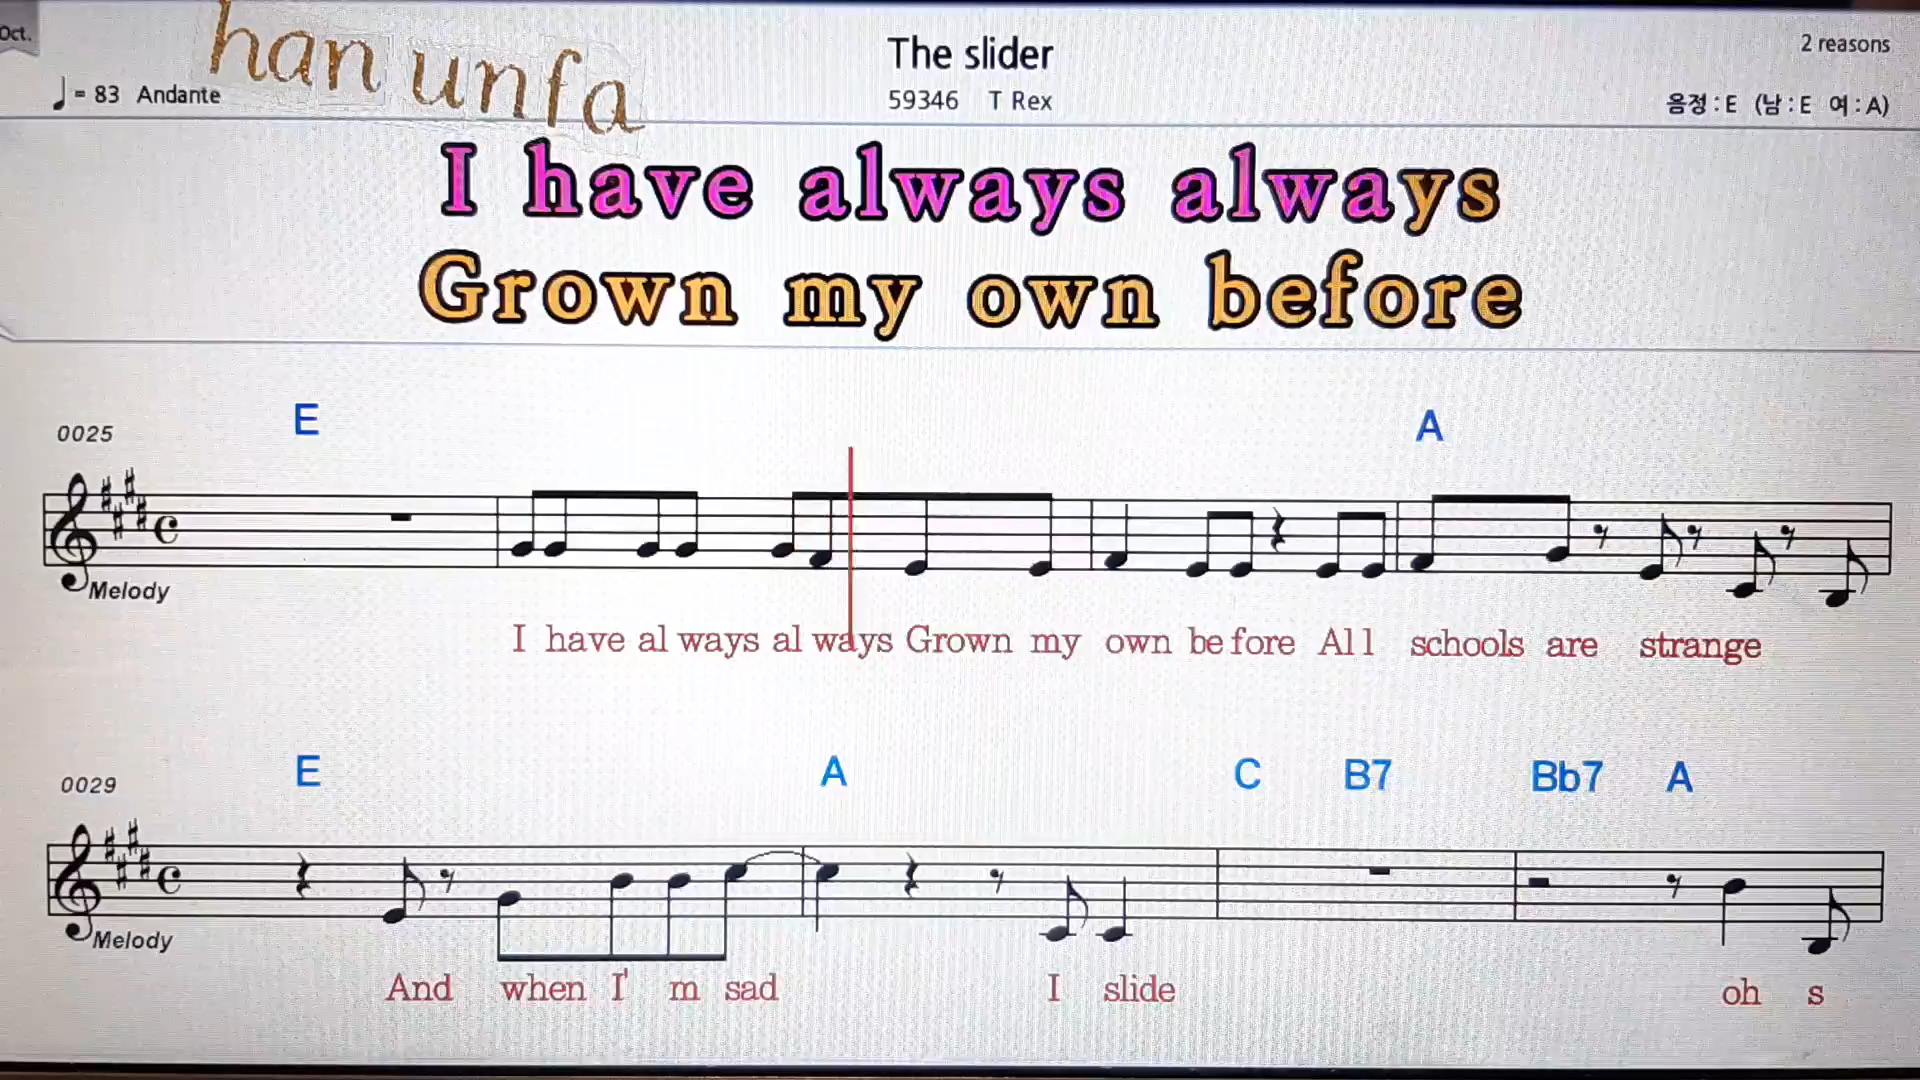 Oct.
han unfa
The slider
2 reasons
♩= 83 Andante
59346 T Rex
음정 : E (남 : E 여 : A)
I have always always
Grown my own before
E A
0025
Melody
I have al ways al ways Grown my own be fore All schools are strange
E A C B7 Bb7 A
0029
Melody
And when I' m sad I slide oh s